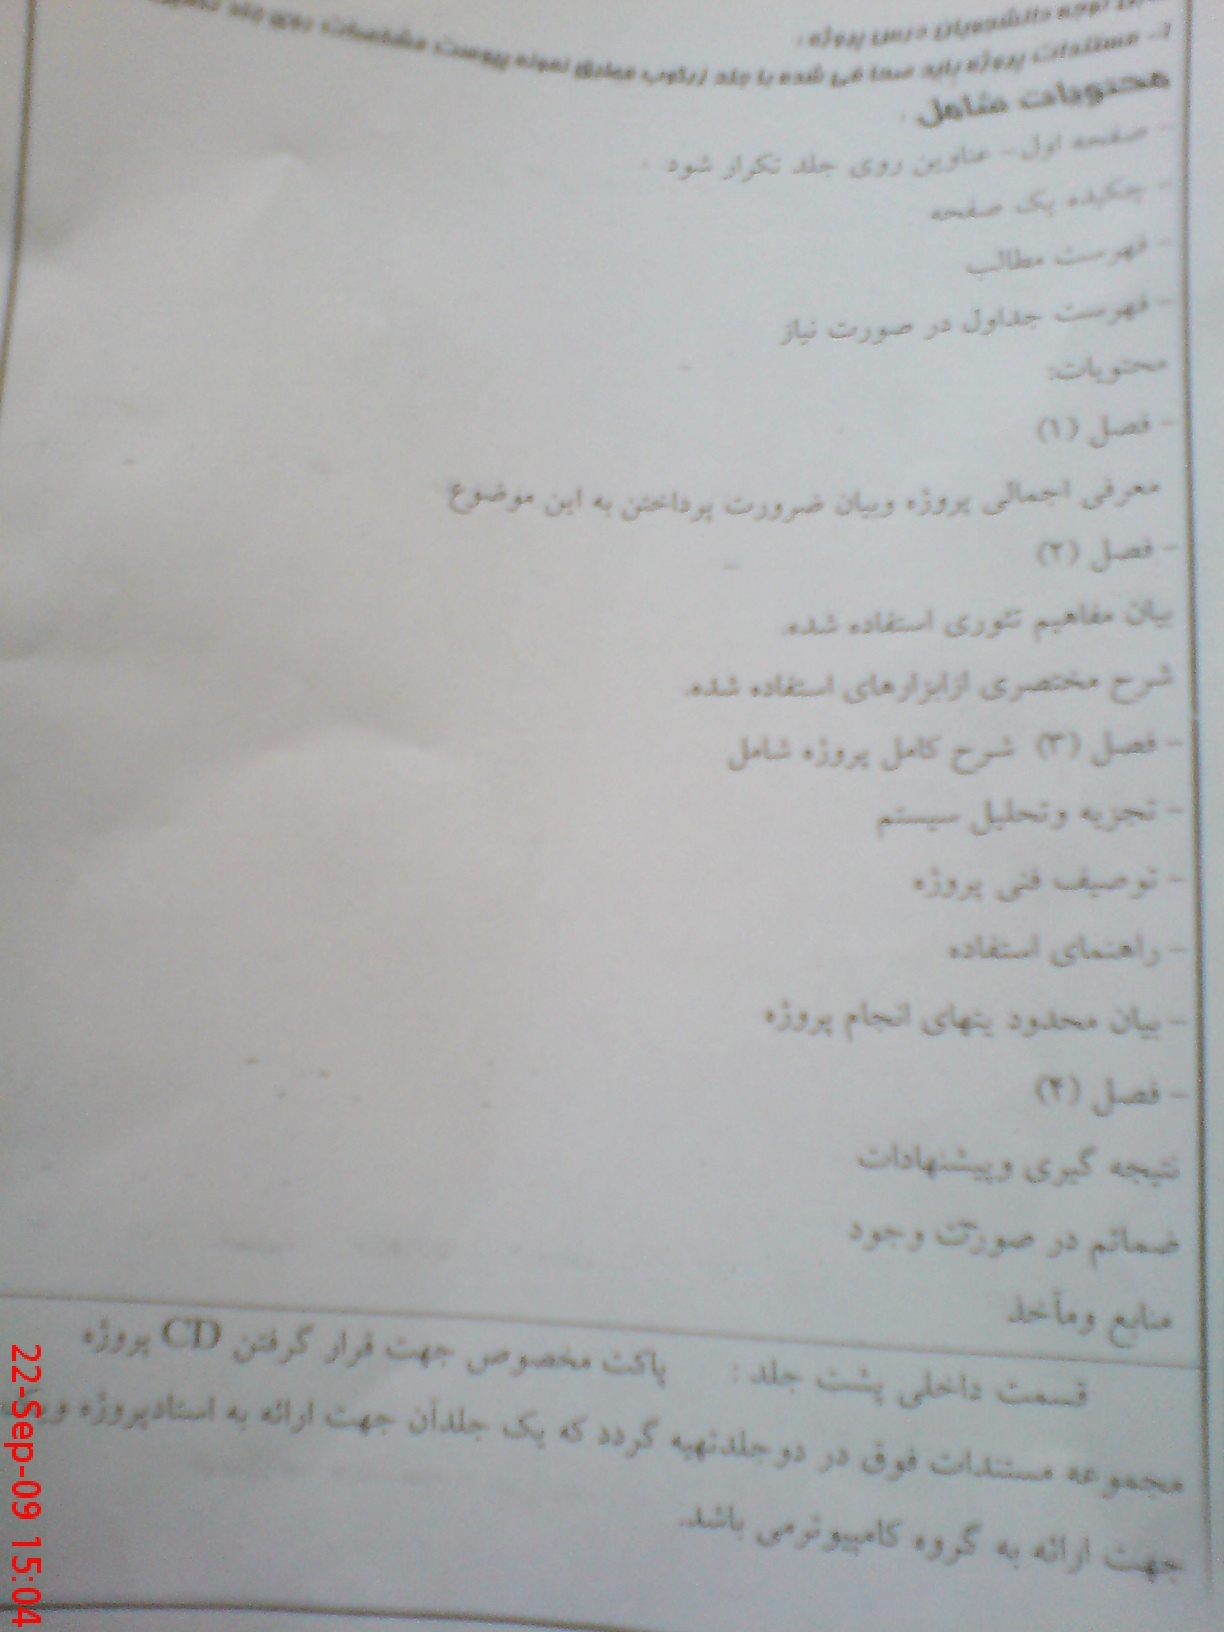 توجه دانشجویان درس پروژه :
1- مستندات پروژه باید صحافی شده با جلد زرکوب مطابق نمونه پیوست مشخصات روی جلد
محتویات شامل :
- صفحه اول- عناوین روی جلد تکرار شود .
- چکیده یک صفحه
- فهرست مطالب
- فهرست جداول در صورت نیاز
محتویات:
- فصل (۱)
معرفی اجمالی پروژه وبیان ضرورت پرداختن به این موضوع
- فصل (۲)
بیان مفاهیم تئوری استفاده شده.
شرح مختصری ازابزارهای استفاده شده.
- فصل (۳) شرح کامل پروژه شامل
- تجزیه وتحلیل سیستم
- توصیف فنی پروژه
- راهنمای استفاده
- بیان محدود یتهای انجام پروژه
- فصل (۴)
نتیجه گیری وپیشنهادات
ضمائم در صورت وجود
منابع ومآخذ
قسمت داخلی پشت جلد : پاکت مخصوص جهت قرار گرفتن CD پروژه
مجموعه مستندات فوق در دوجلدتهیه گردد که یک جلدآن جهت ارائه به استادپروژه ویک
جهت ارائه به گروه کامپیوترمی باشد.
22-Sep-09 15:04